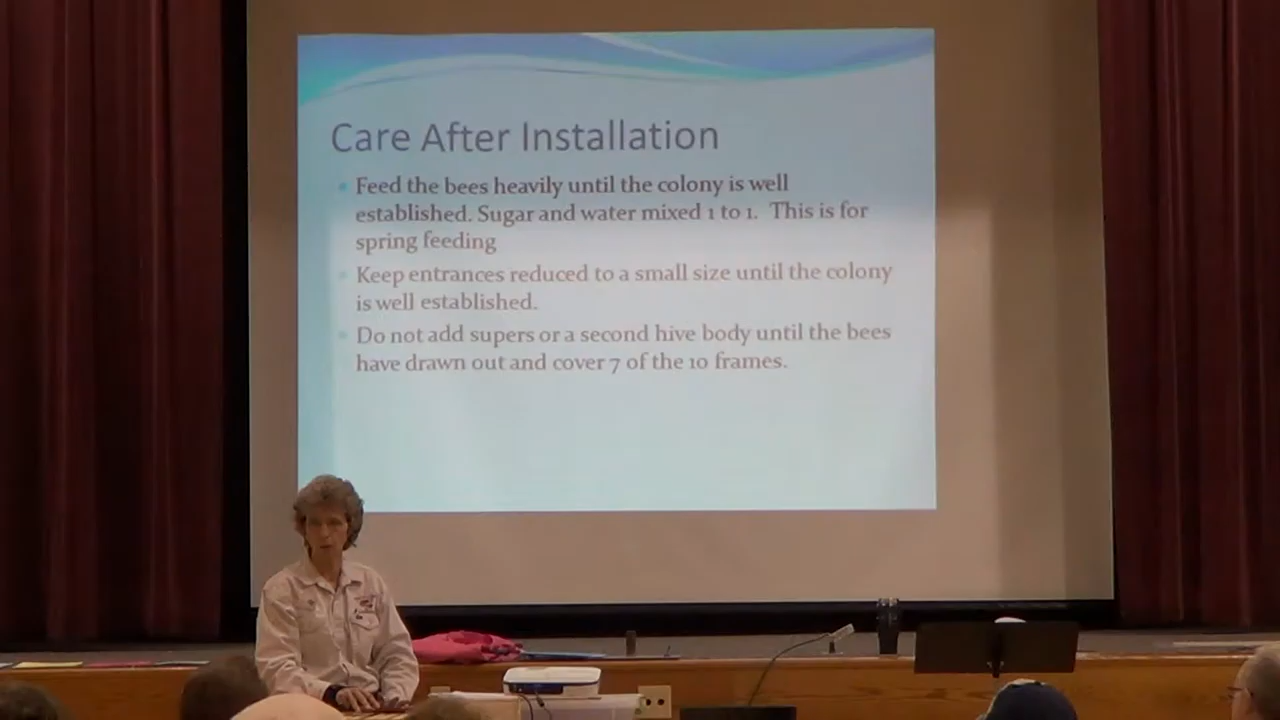 Care After Installation
Feed the bees heavily until the colony is well
established. Sugar and water mixed 1 to 1.  This is for
spring feeding
Keep entrances reduced to a small size until the colony
is well established.
Do not add supers or a second hive body until the bees
have drawn out and cover 7 of the 10 frames.